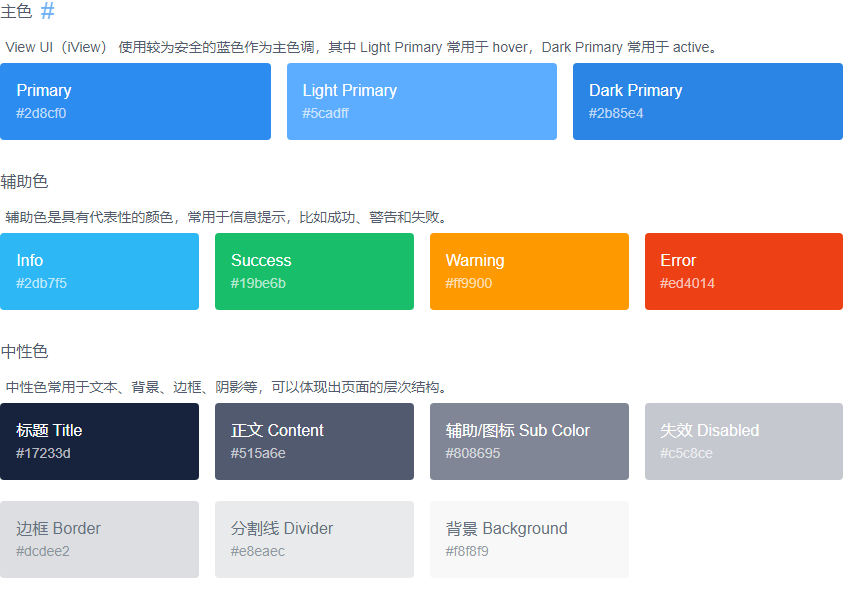 主色 #
View UI（iView） 使用较为安全的蓝色作为主色调，其中 Light Primary 常用于 hover，Dark Primary 常用于 active。
Primary
#2d8cf0
Light Primary
#5cadff
Dark Primary
#2b85e4
辅助色
辅助色是具有代表性的颜色，常用于信息提示，比如成功、警告和失败。
Info
#2db7f5
Success
#19be6b
Warning
#ff9900
Error
#ed4014
中性色
中性色常用于文本、背景、边框、阴影等，可以体现出页面的层次结构。
标题 Title
#17233d
正文 Content
#515a6e
辅助/图标 Sub Color
#808695
失效 Disabled
#c5c8ce
边框 Border
#dcdee2
分割线 Divider
#e8eaec
背景 Background
#f8f8f9